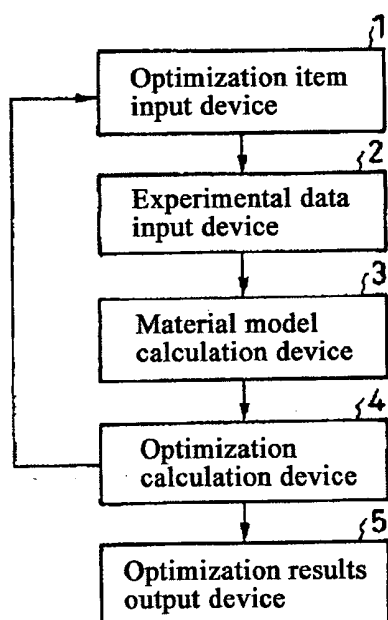 1
Optimization item
input device
2
Experimental data
input device
3
Material model
calculation device
4
Optimization
calculation device
5
Optimization results
output device